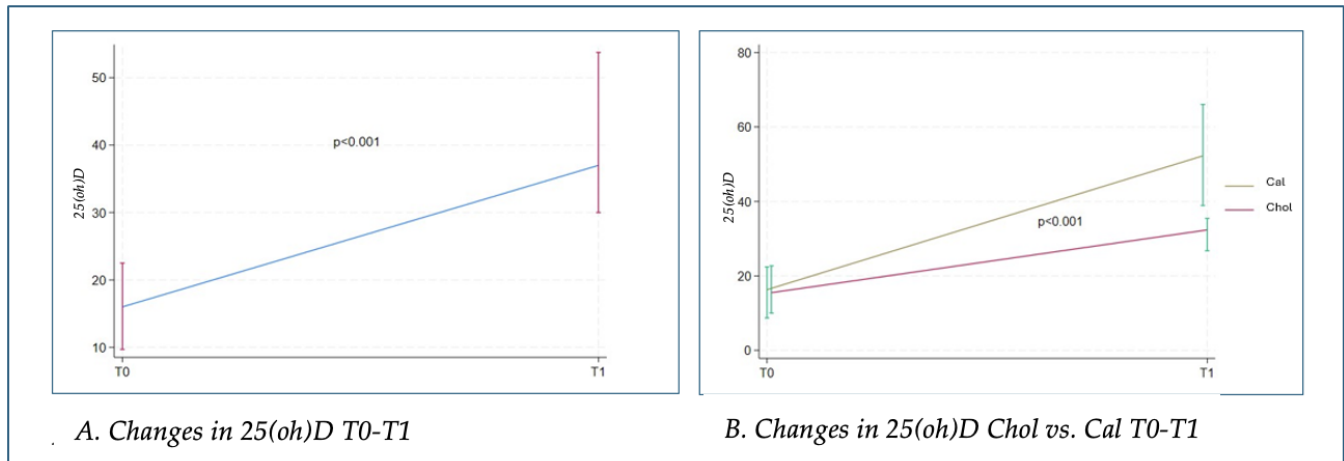 50
40
30
20
10
25(oh)D
p<0.001
T0
T1
80
60
40
20
0
25(oh)D
p<0.001
T0
T1
Cal
Chol
. A. Changes in 25(oh)D T0-T1
B. Changes in 25(oh)D Chol vs. Cal T0-T1